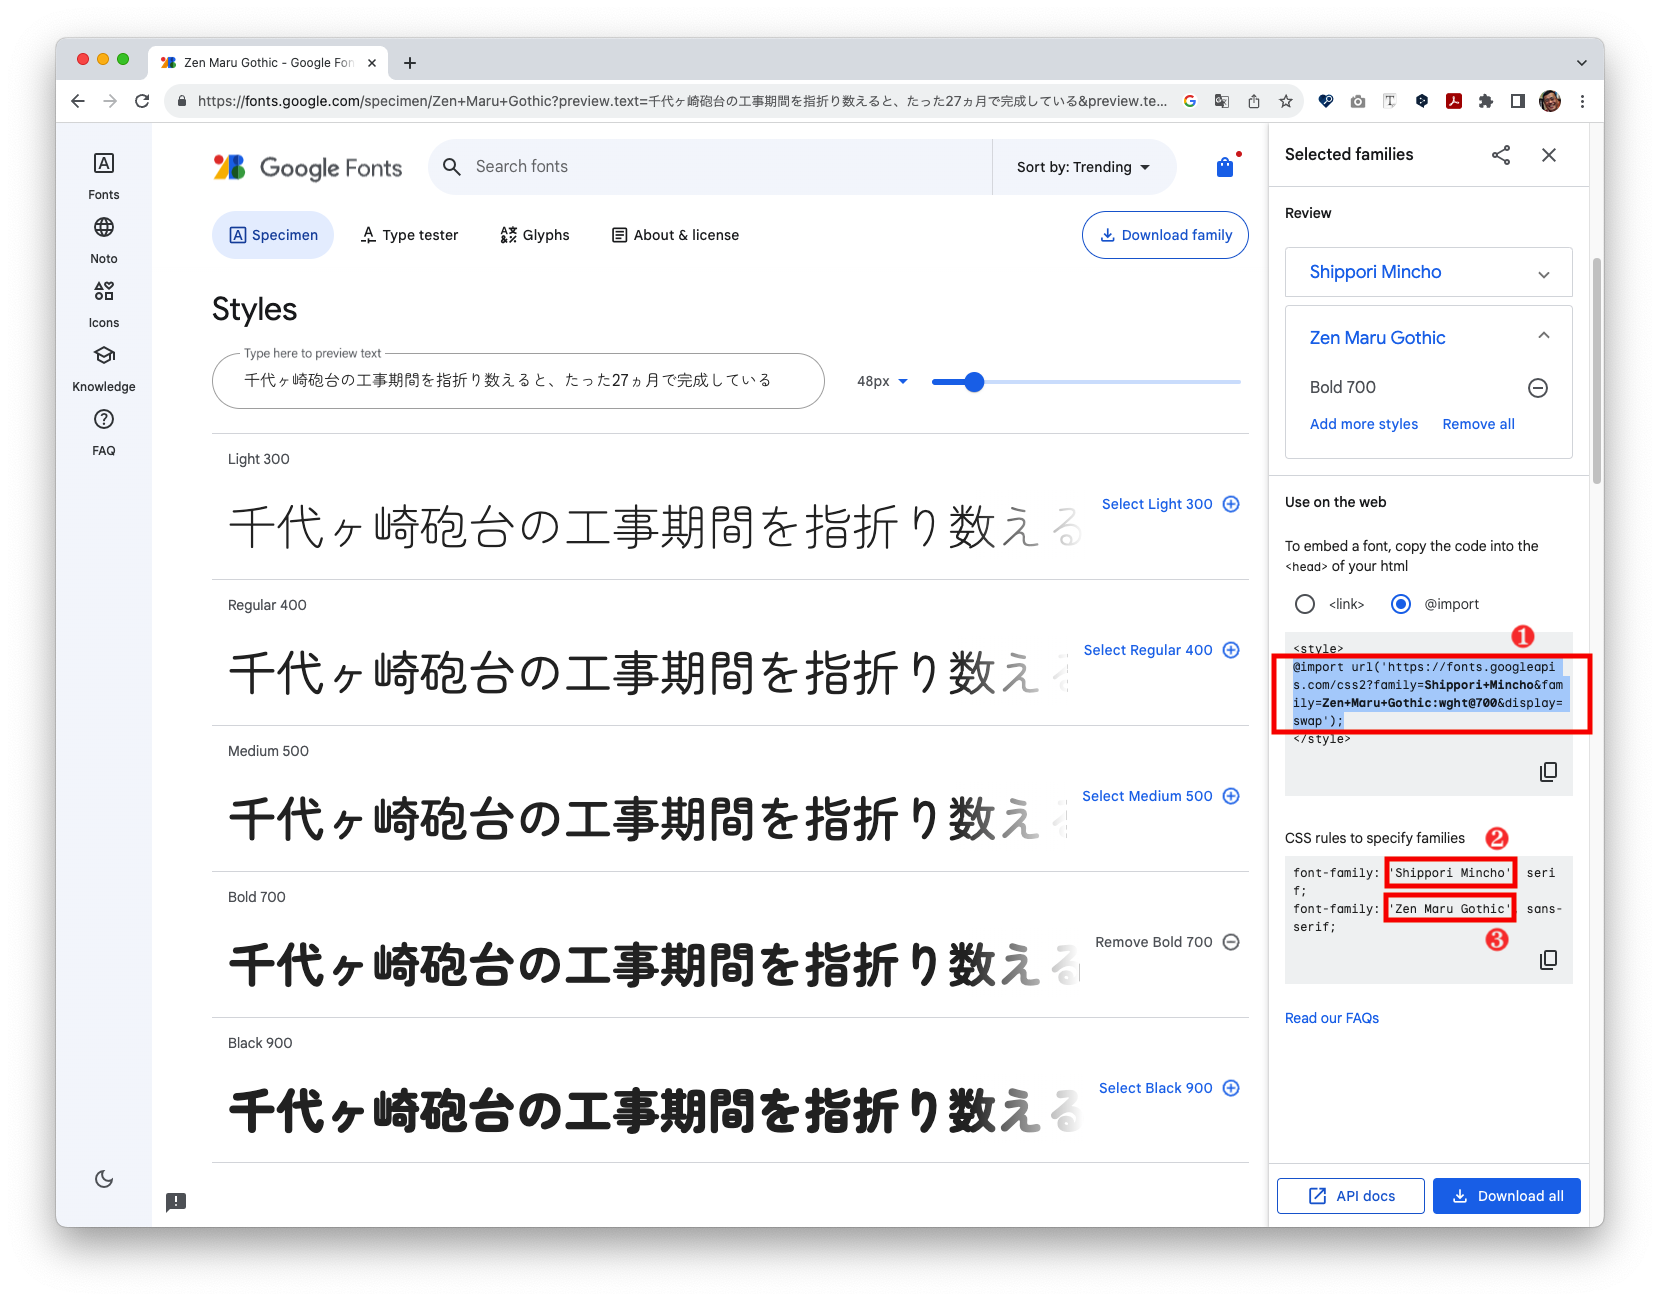 Zen Maru Gothic - Google Fon
https://fonts.google.com/specimen/Zen+Maru+Gothic?preview.text=千代ヶ崎砲台の工事期間を指折り数えると、たった27ヵ月で完成している&preview.te...
Fonts
Noto
Icons
Knowledge
FAQ
Google Fonts
Search fonts
Sort by: Trending
Specimen
Type tester
Glyphs
About & license
Download family
Styles
Type here to preview text
千代ヶ崎砲台の工事期間を指折り数えると、たった27ヵ月で完成している
48px
Light 300
千代ヶ崎砲台の工事期間を指折り数える
Select Light 300
Regular 400
千代ヶ崎砲台の工事期間を指折り数える
Select Regular 400
Medium 500
千代ヶ崎砲台の工事期間を指折り数える
Select Medium 500
Bold 700
千代ヶ崎砲台の工事期間を指折り数える
Remove Bold 700
Black 900
千代ヶ崎砲台の工事期間を指折り数える
Select Black 900
Selected families
Review
Shippori Mincho
Zen Maru Gothic
Bold 700
Add more styles
Remove all
Use on the web
To embed a font, copy the code into the
<head> of your html
<link>
@import
1
<style>
@import url('https://fonts.googleapi
s.com/css2?family=Shippori+Mincho&fam
ily=Zen+Maru+Gothic:wght@700&display=
swap');
</style>
CSS rules to specify families
2
font-family: 'Shippori Mincho', seri
f;
font-family: 'Zen Maru Gothic', sans-
serif;
3
Read our FAQs
API docs
Download all